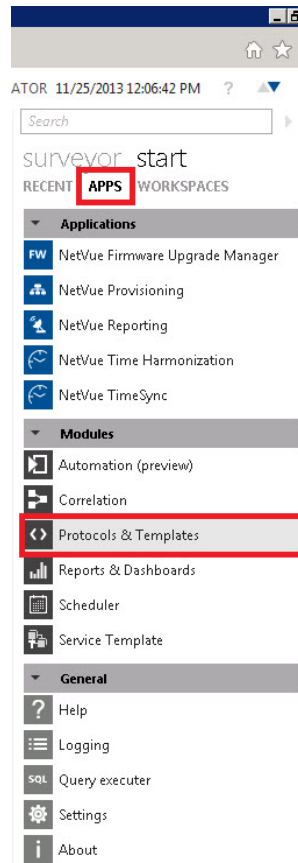 ATOR 11/25/2013 12:06:42 PM ?
Search
surveyor start
RECENT APPS WORKSPACES
Applications
FW NetVue Firmware Upgrade Manager
NetVue Provisioning
NetVue Reporting
NetVue Time Harmonization
NetVue TimeSync
Modules
Automation (preview)
Correlation
<> Protocols & Templates
Reports & Dashboards
Scheduler
Service Template
General
? Help
Logging
SQL Query executer
Settings
i About